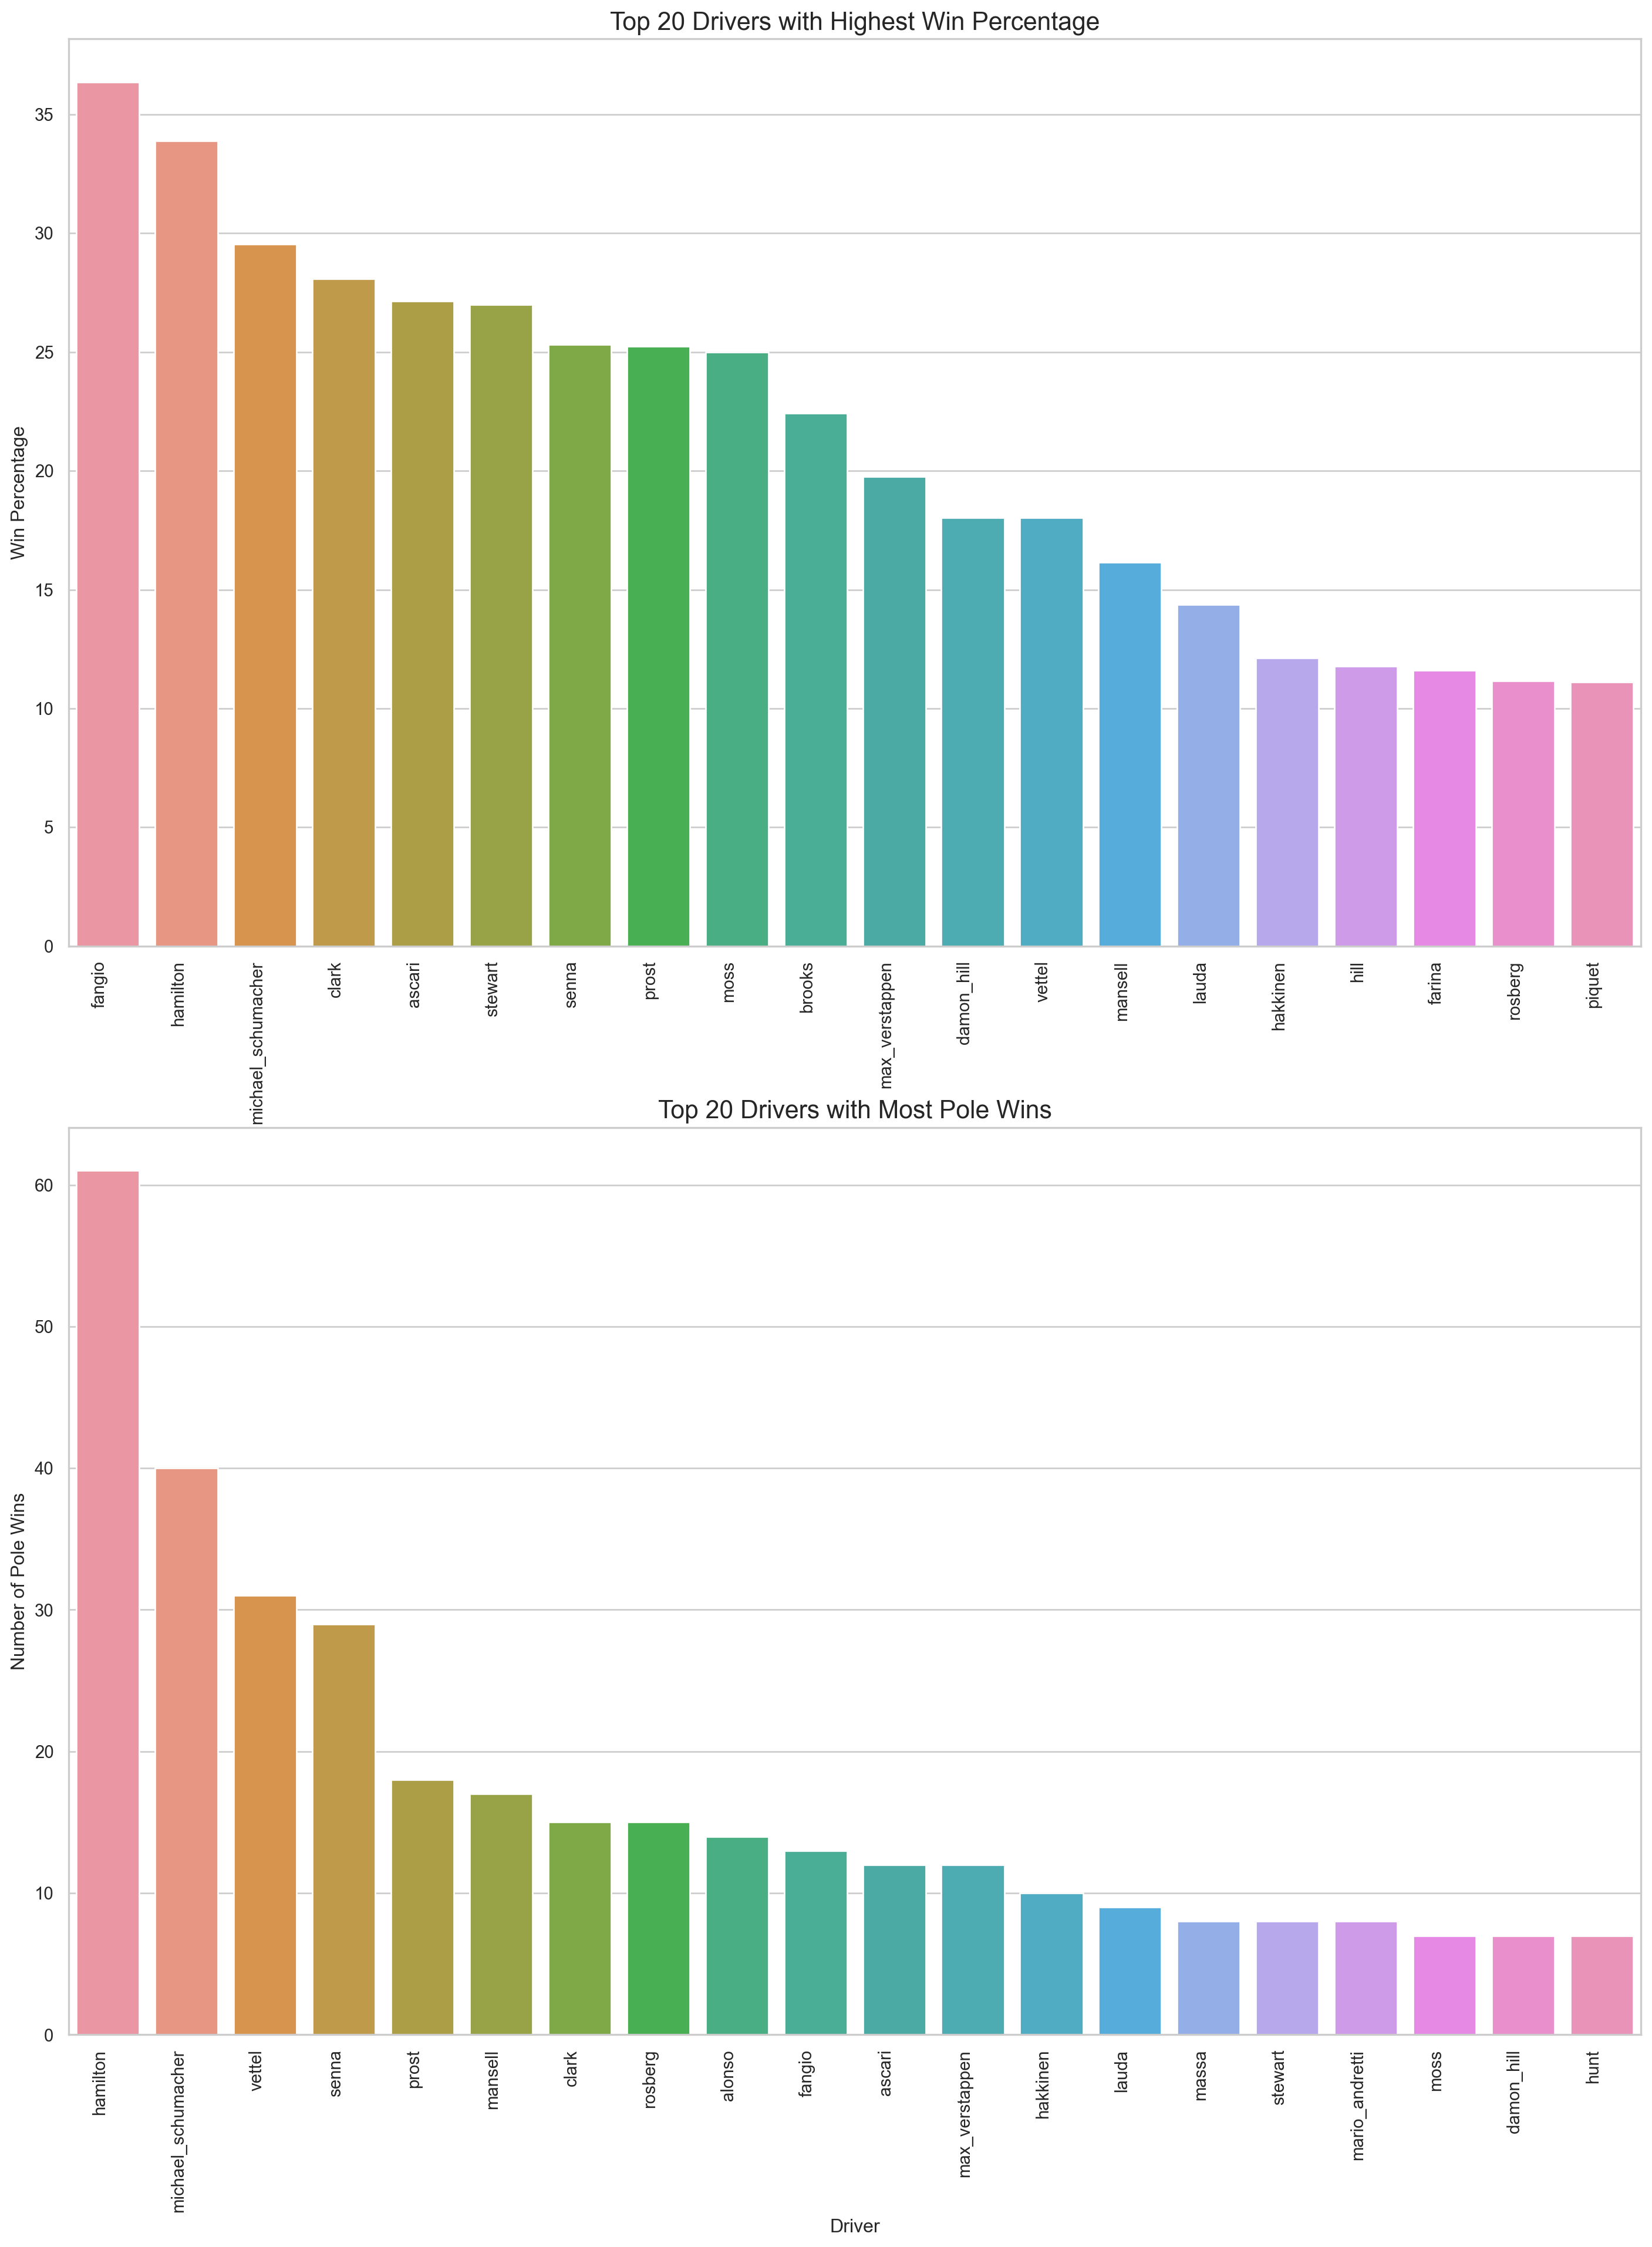 Top 20 Drivers with Highest Win Percentage
Win Percentage
35
30
25
20
15
10
5
0
fangio
hamilton
michael_schumacher
clark
ascari
stewart
senna
prost
moss
brooks
max_verstappen
damon_hill
vettel
mansell
lauda
hakkinen
hill
farina
rosberg
piquet
Top 20 Drivers with Most Pole Wins
Number of Pole Wins
60
50
40
30
20
10
0
hamilton
michael_schumacher
vettel
senna
prost
mansell
clark
rosberg
alonso
fangio
ascari
max_verstappen
hakkinen
lauda
massa
stewart
mario_andretti
moss
damon_hill
hunt
Driver